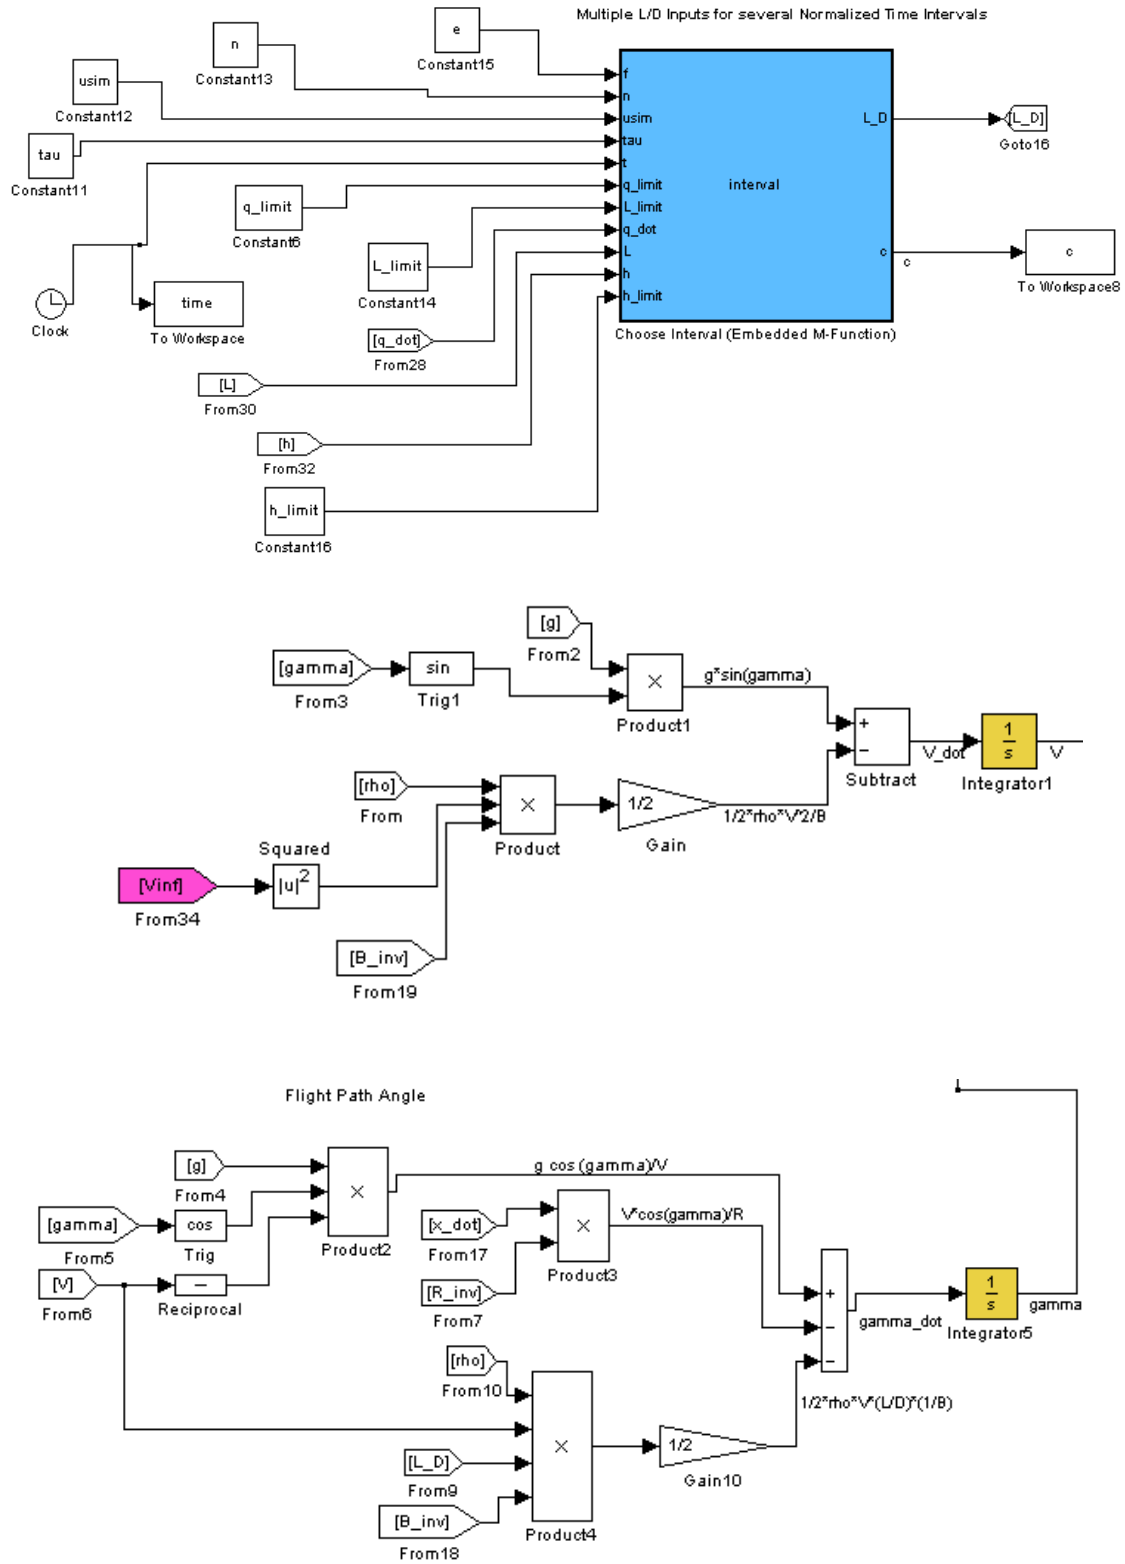 Multiple L/D Inputs for several Normalized Time Intervals
e
Constant15
n
Constant13
usim
Constant12
tau
Constant11
q_limit
Constant6
L_limit
Constant14
Clock
time
To Workspace
[q_dot]
From28
[L]
From30
[h]
From32
h_limit
Constant16
f
n
usim
tau
t
q_limit
L_limit
q_dot
L
h
h_limit
interval
L_D
c
Choose Interval (Embedded M-Function)
[L_D]
Goto16
c
c
To Workspace8
[g]
From2
[gamma]
From3
sin
Trig1
×
Product1
g*sin(gamma)
+
−
Subtract
V_dot
1
s
Integrator1
V
[rho]
From
×
Product
1/2
Gain
1/2*rho*V^2/B
Squared
|u|2
[Vinf]
From34
[B_inv]
From19
Flight Path Angle
[g]
From4
[gamma]
From5
cos
Trig
[V]
From6
Reciprocal
×
Product2
g cos (gamma)/V
[x_dot]
From17
[R_inv]
From7
×
Product3
V*cos(gamma)/R
+
−
−
gamma_dot
1
s
Integrator5
gamma
[rho]
From10
[L_D]
From9
[B_inv]
From18
×
Product4
1/2
Gain10
1/2*rho*V*(L/D)*(1/B)